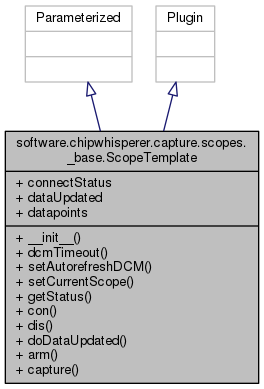 Parameterized
Plugin
software.chipwhisperer.capture.scopes.
_base.ScopeTemplate
+ connectStatus
+ dataUpdated
+ datapoints
+ __init__()
+ dcmTimeout()
+ setAutorefreshDCM()
+ setCurrentScope()
+ getStatus()
+ con()
+ dis()
+ doDataUpdated()
+ arm()
+ capture()